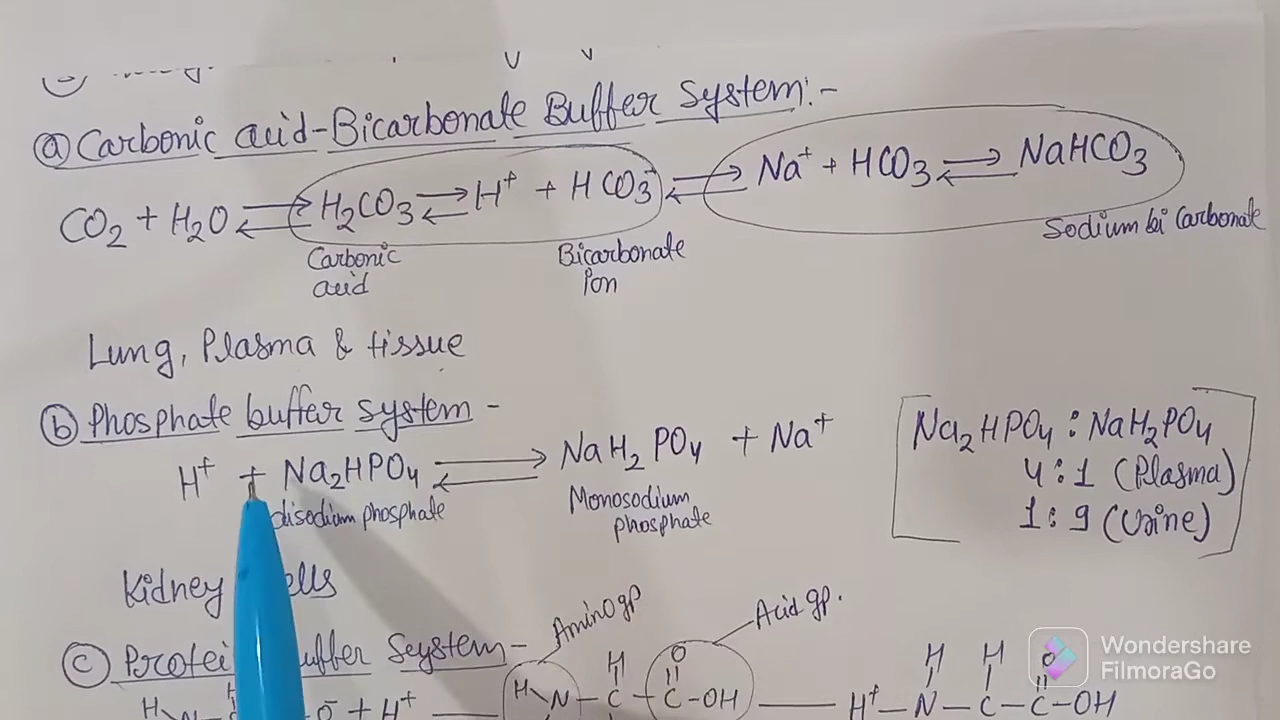 ⓐ Carbonic acid-Bicarbonate Buffer System:-
CO₂ + H₂O ⇌ H₂CO₃ ⇌ H⁺ + HCO₃⁻ ⇌ Na⁺ + HCO₃ ⇌ NaHCO₃
Carbonic acid
Bicarbonate Ion
Sodium bi Carbonate
Lung, Plasma & tissue
ⓑ Phosphate buffer system -
H⁺ + Na₂HPO₄ ⇌ NaH₂PO₄ + Na⁺
disodium phosphate
Monosodium phosphate
Na₂HPO₄ : NaH₂PO₄
4:1 (Plasma)
1:9 (Urine)
Kidney
Amino gp
Acid gp.
ⓒ System -
H N - C - C - OH
H
O
H⁺ - N - C - C - OH
H H O
+ H⁺
Wondershare
FilmoraGo